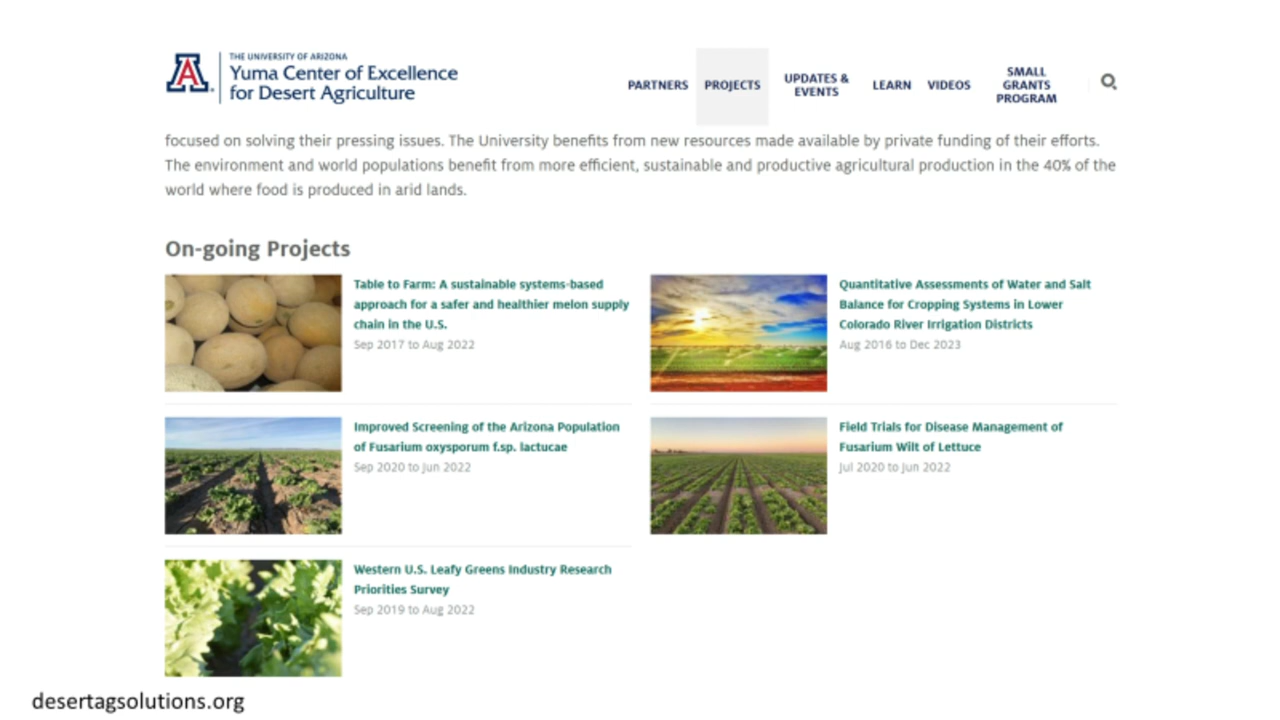 THE UNIVERSITY OF ARIZONA
Yuma Center of Excellence
for Desert Agriculture
PARTNERS
PROJECTS
UPDATES &
EVENTS
LEARN
VIDEOS
SMALL
GRANTS
PROGRAM
focused on solving their pressing issues. The University benefits from new resources made available by private funding of their efforts.
The environment and world populations benefit from more efficient, sustainable and productive agricultural production in the 40% of the
world where food is produced in arid lands.
On-going Projects
Table to Farm: A sustainable systems-based
approach for a safer and healthier melon supply
chain in the U.S.
Sep 2017 to Aug 2022
Quantitative Assessments of Water and Salt
Balance for Cropping Systems in Lower
Colorado River Irrigation Districts
Aug 2016 to Dec 2023
Improved Screening of the Arizona Population
of Fusarium oxysporum f.sp. lactucae
Sep 2020 to Jun 2022
Field Trials for Disease Management of
Fusarium Wilt of Lettuce
Jul 2020 to Jun 2022
Western U.S. Leafy Greens Industry Research
Priorities Survey
Sep 2019 to Aug 2022
desertagsolutions.org